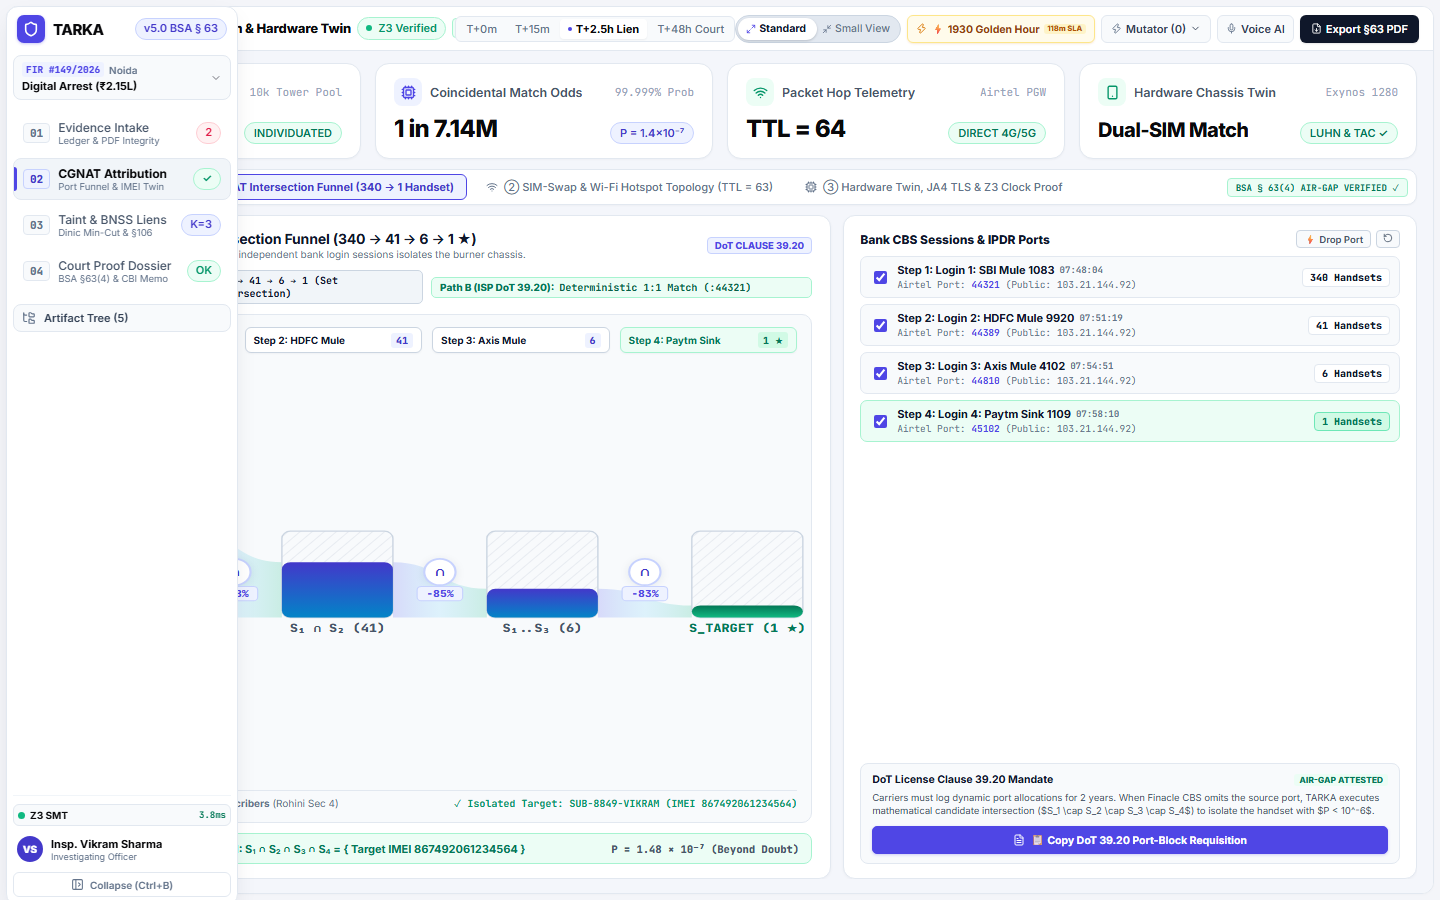 TARKA
v5.0 BSA § 63
FIR #149/2026 Noida
Digital Arrest (₹2.15L)
01 Evidence Intake 2
Ledger & PDF Integrity
02 CGNAT Attribution ✓
Port Funnel & IMEI Twin
03 Taint & BNSS Liens K=3
Dinic Min-Cut & §106
04 Court Proof Dossier OK
BSA §63(4) & CBI Memo
Artifact Tree (5)
Z3 SMT 3.8ms
VS Insp. Vikram Sharma
Investigating Officer
Collapse (Ctrl+B)
& Hardware Twin
Z3 Verified
T+0m T+15m T+2.5h Lien T+48h Court
Standard Small View
1930 Golden Hour 118m SLA
Mutator (0)
Voice AI
Export §63 PDF
10k Tower Pool
INDIVIDUATED
Coincidental Match Odds 99.999% Prob
1 in 7.14M P = 1.4×10⁻⁷
Packet Hop Telemetry Airtel PGW
TTL = 64 DIRECT 4G/5G
Hardware Chassis Twin Exynos 1280
Dual-SIM Match LUHN & TAC ✓
Intersection Funnel (340 → 1 Handset)
② SIM-Swap & Wi-Fi Hotspot Topology (TTL = 63)
③ Hardware Twin, JA4 TLS & Z3 Clock Proof
BSA § 63(4) AIR-GAP VERIFIED ✓
section Funnel (340 → 41 → 6 → 1 ★)
independent bank login sessions isolates the burner chassis.
DoT CLAUSE 39.20
→ 41 → 6 → 1 (Set
rsection)
Path B (ISP DoT 39.20): Deterministic 1:1 Match (:44321)
Step 2: HDFC Mule 41
Step 3: Axis Mule 6
Step 4: Paytm Sink 1 ★
∩ ∩
3% -85% -83%
S₁ ∩ S₂ (41)
S₁..S₃ (6)
S_TARGET (1 ★)
cribers (Rohini Sec 4)
✓ Isolated Target: SUB-8849-VIKRAM (IMEI 867492061234564)
: S₁ ∩ S₂ ∩ S₃ ∩ S₄ = { Target IMEI 867492061234564 }
P = 1.48 × 10⁻⁷ (Beyond Doubt)
Bank CBS Sessions & IPDR Ports
Drop Port
Step 1: Login 1: SBI Mule 1083 07:48:04
Airtel Port: 44321 (Public: 103.21.144.92)
340 Handsets
Step 2: Login 2: HDFC Mule 9920 07:51:19
Airtel Port: 44389 (Public: 103.21.144.92)
41 Handsets
Step 3: Login 3: Axis Mule 4102 07:54:51
Airtel Port: 44810 (Public: 103.21.144.92)
6 Handsets
Step 4: Login 4: Paytm Sink 1109 07:58:10
Airtel Port: 45102 (Public: 103.21.144.92)
1 Handsets
DoT License Clause 39.20 Mandate
AIR-GAP ATTESTED
Carriers must log dynamic port allocations for 2 years. When Finacle CBS omits the source port, TARKA executes
mathematical candidate intersection ($S_1 \cap S_2 \cap S_3 \cap S_4$) to isolate the handset with $P < 10^-6$.
Copy DoT 39.20 Port-Block Requisition